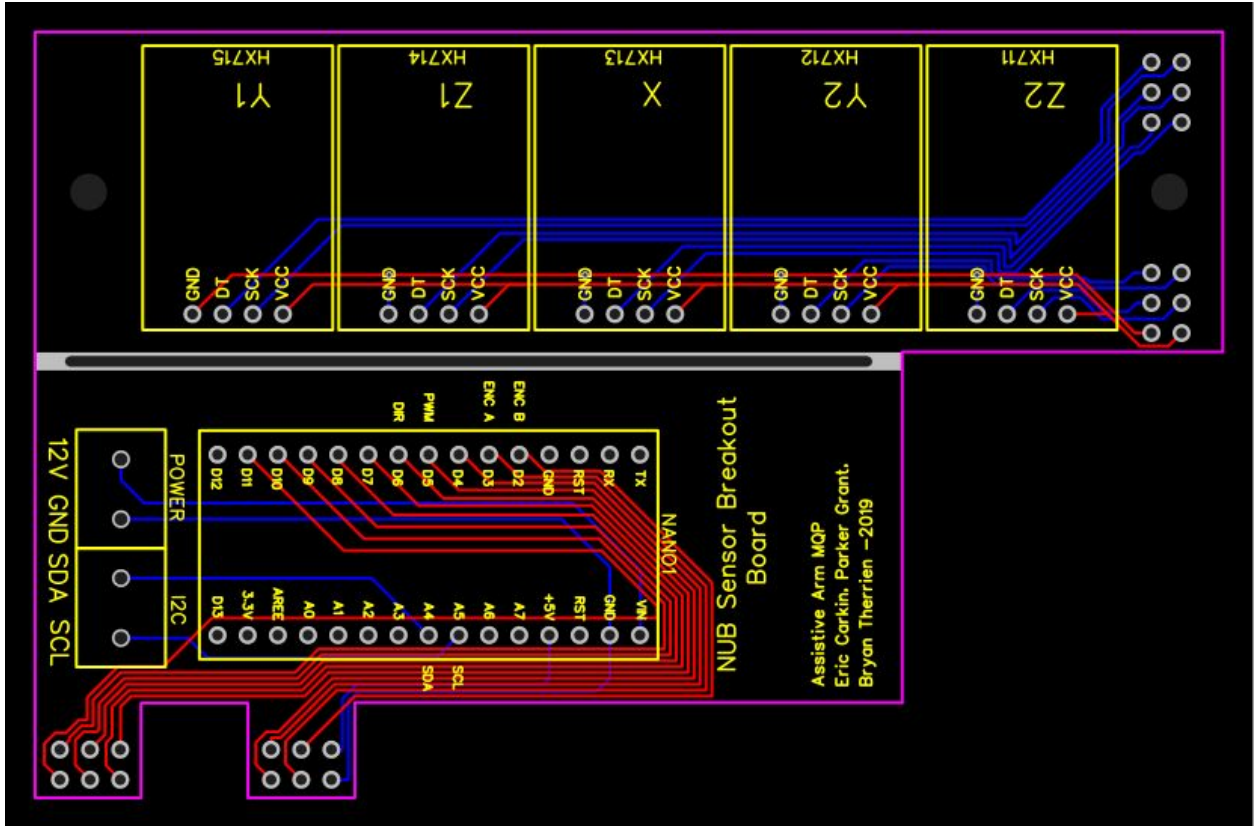 HX715
Y1
HX714
Z1
HX713
X
HX712
Y2
HX711
Z2
GND DT SCK VCC
GND DT SCK VCC
GND DT SCK VCC
GND DT SCK VCC
GND DT SCK VCC
DIR PWM ENC A ENC B
12V GND
POWER
SDA SCL
I2C
D12 D11 D10 D9 D8 D7 D6 D5 D4 D3 D2 GND RST RX TX
NANO1
D13 3.3V AREF A0 A1 A2 A3 A4 A5 A6 A7 +5V RST GND VIN
SDA SCL
NUB Sensor Breakout
Board
Assistive Arm MQP
Eric Carkin, Parker Grant,
Bryan Therrien -2019